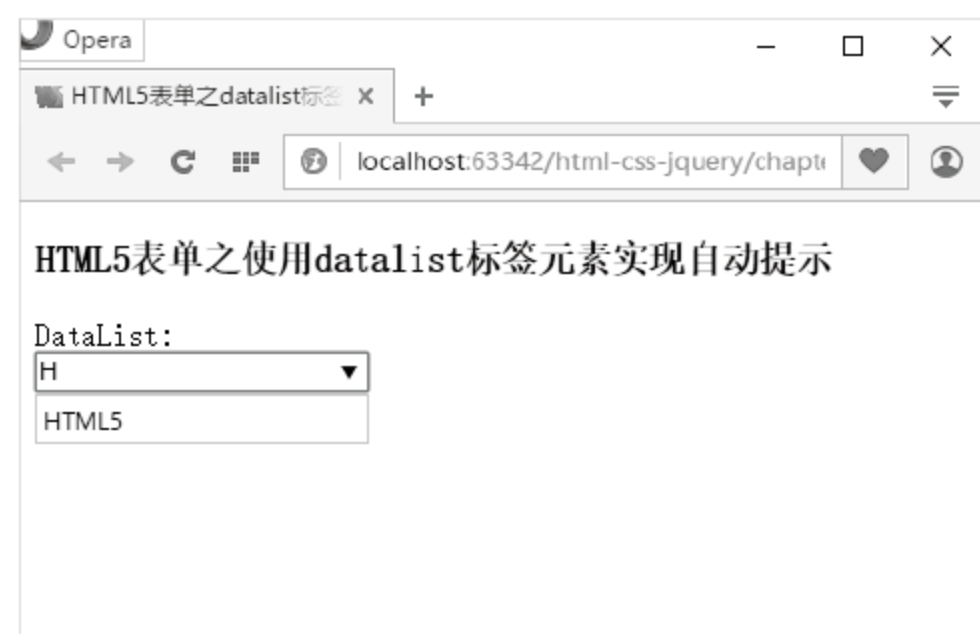 Opera
HTML5表单之datalist标签
localhost:63342/html-css-jquery/chapte
HTML5表单之使用datalist标签元素实现自动提示
DataList:
H
HTML5